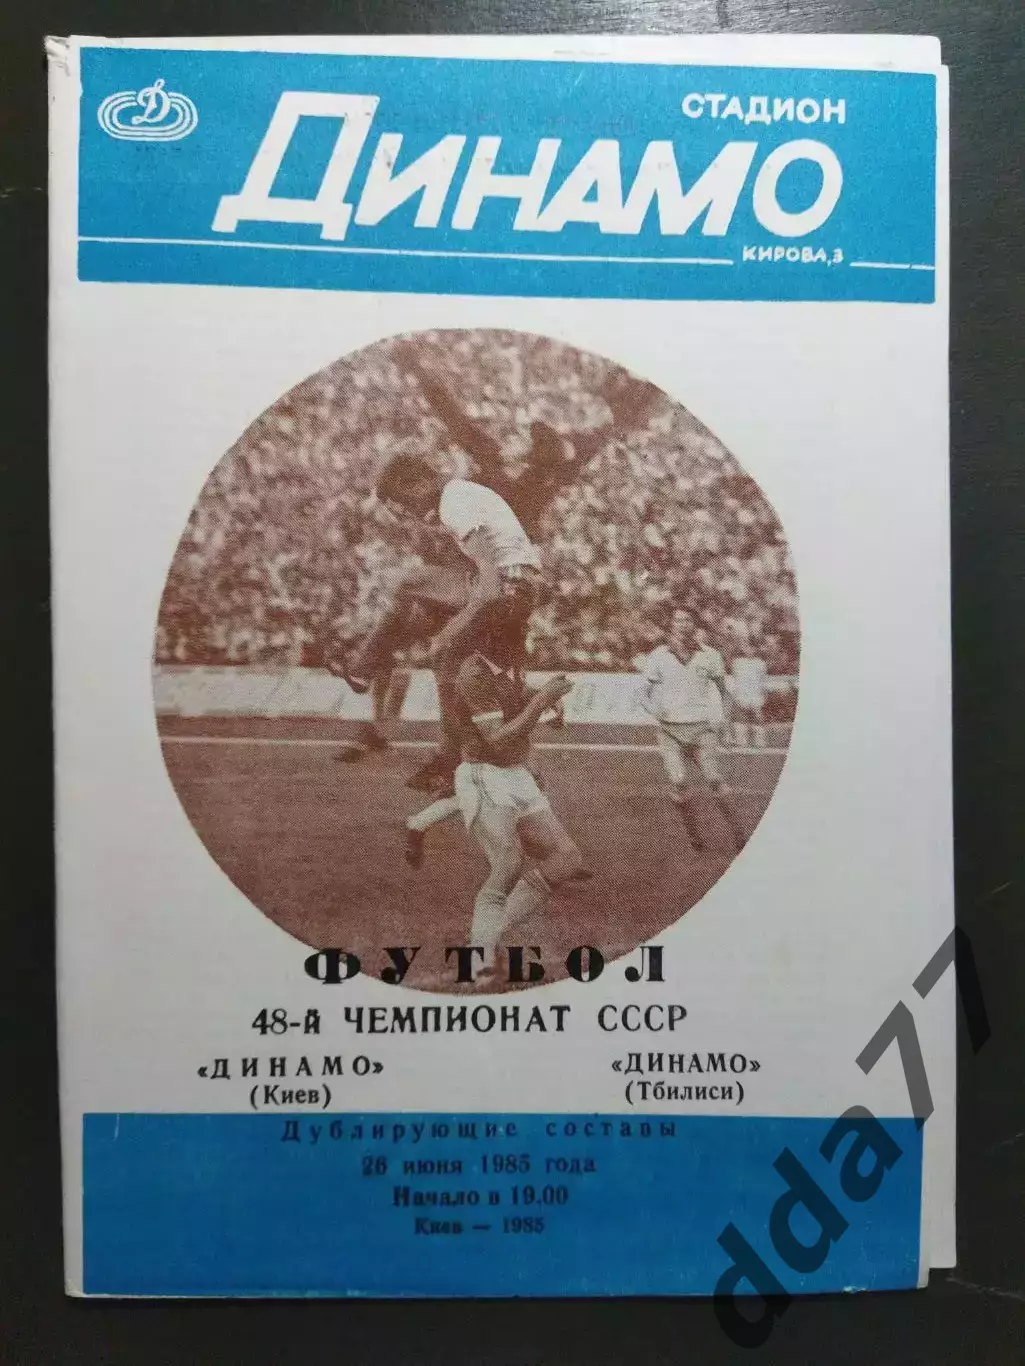 СТАДИОН
Д
ДИНАМО
КИРОВА,3
ФУТБОЛ
48-й ЧЕМПИОНАТ СССР
«ДИНАМО» «ДИНАМО»
(Киев) (Тбилиси)
Дублирующие составы
26 июня 1985 года
Начало в 19.00
Киев — 1985
dda77